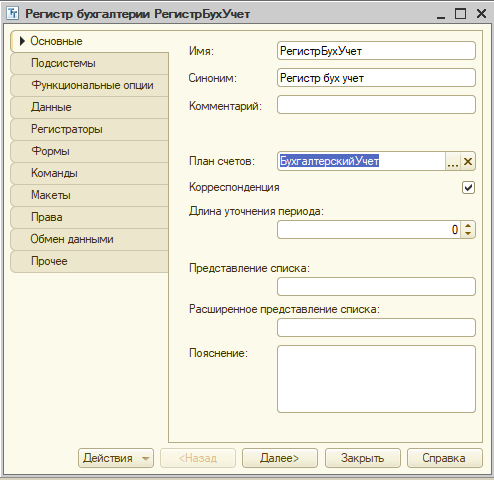 Регистр бухгалтерии РегистрБухУчет
Основные
Подсистемы
Функциональные опции
Данные
Регистраторы
Формы
Команды
Макеты
Права
Обмен данными
Прочее
Имя: РегистрБухУчет
Синоним: Регистр бух учет
Комментарий:
План счетов: БухгалтерскийУчет ... ×
Корреспонденция
Длина уточнения периода:
0
Представление списка:
Расширенное представление списка:
Пояснение:
Действия <Назад Далее> Закрыть Справка